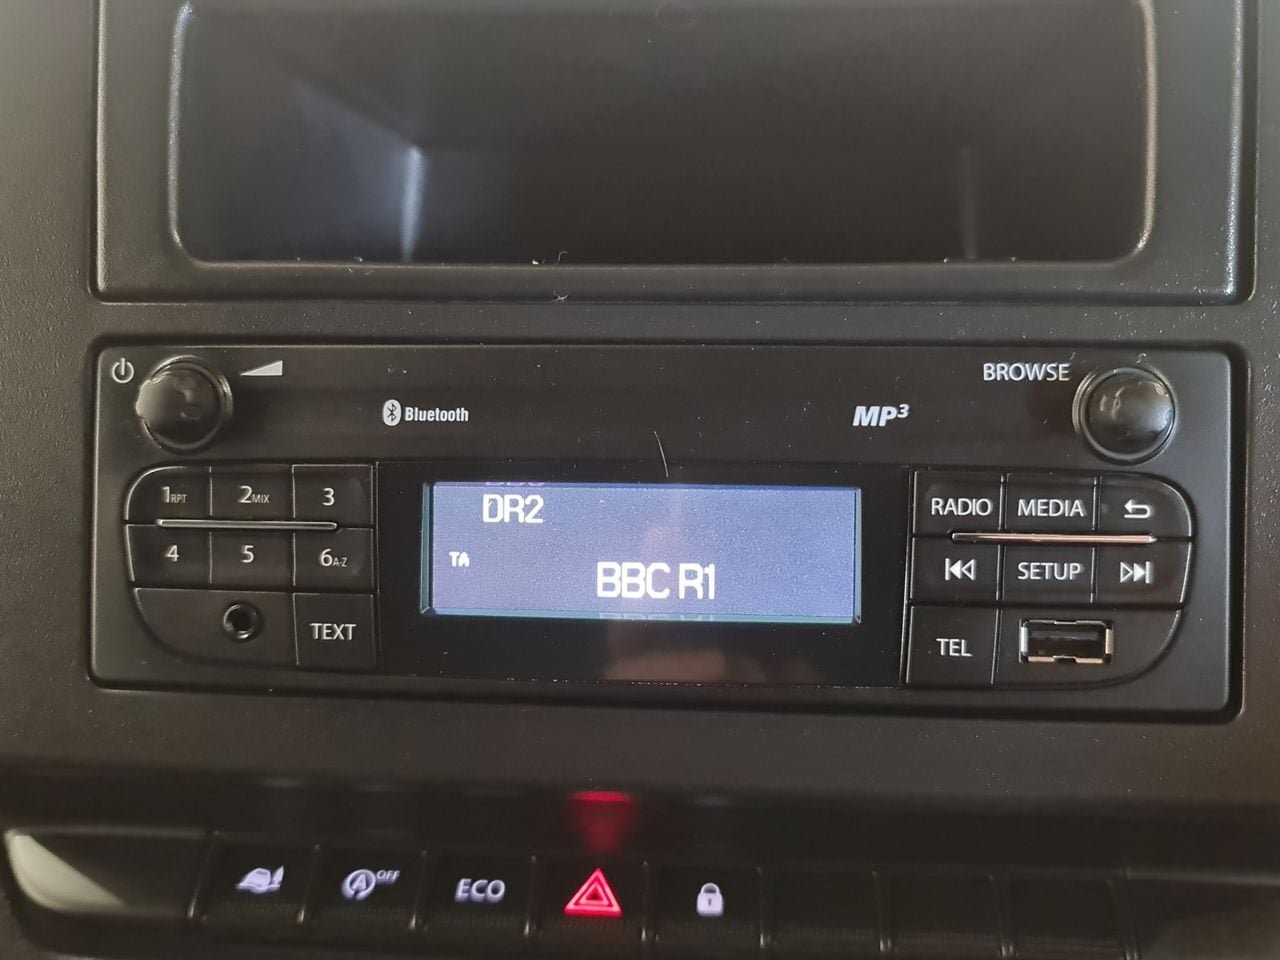 BROWSE
Bluetooth
MP3
1RPT 2MIX 3
DR2
RADIO MEDIA
4 5 6A-Z
TA
BBC R1
SETUP
TEXT
TEL
A OFF
ECO